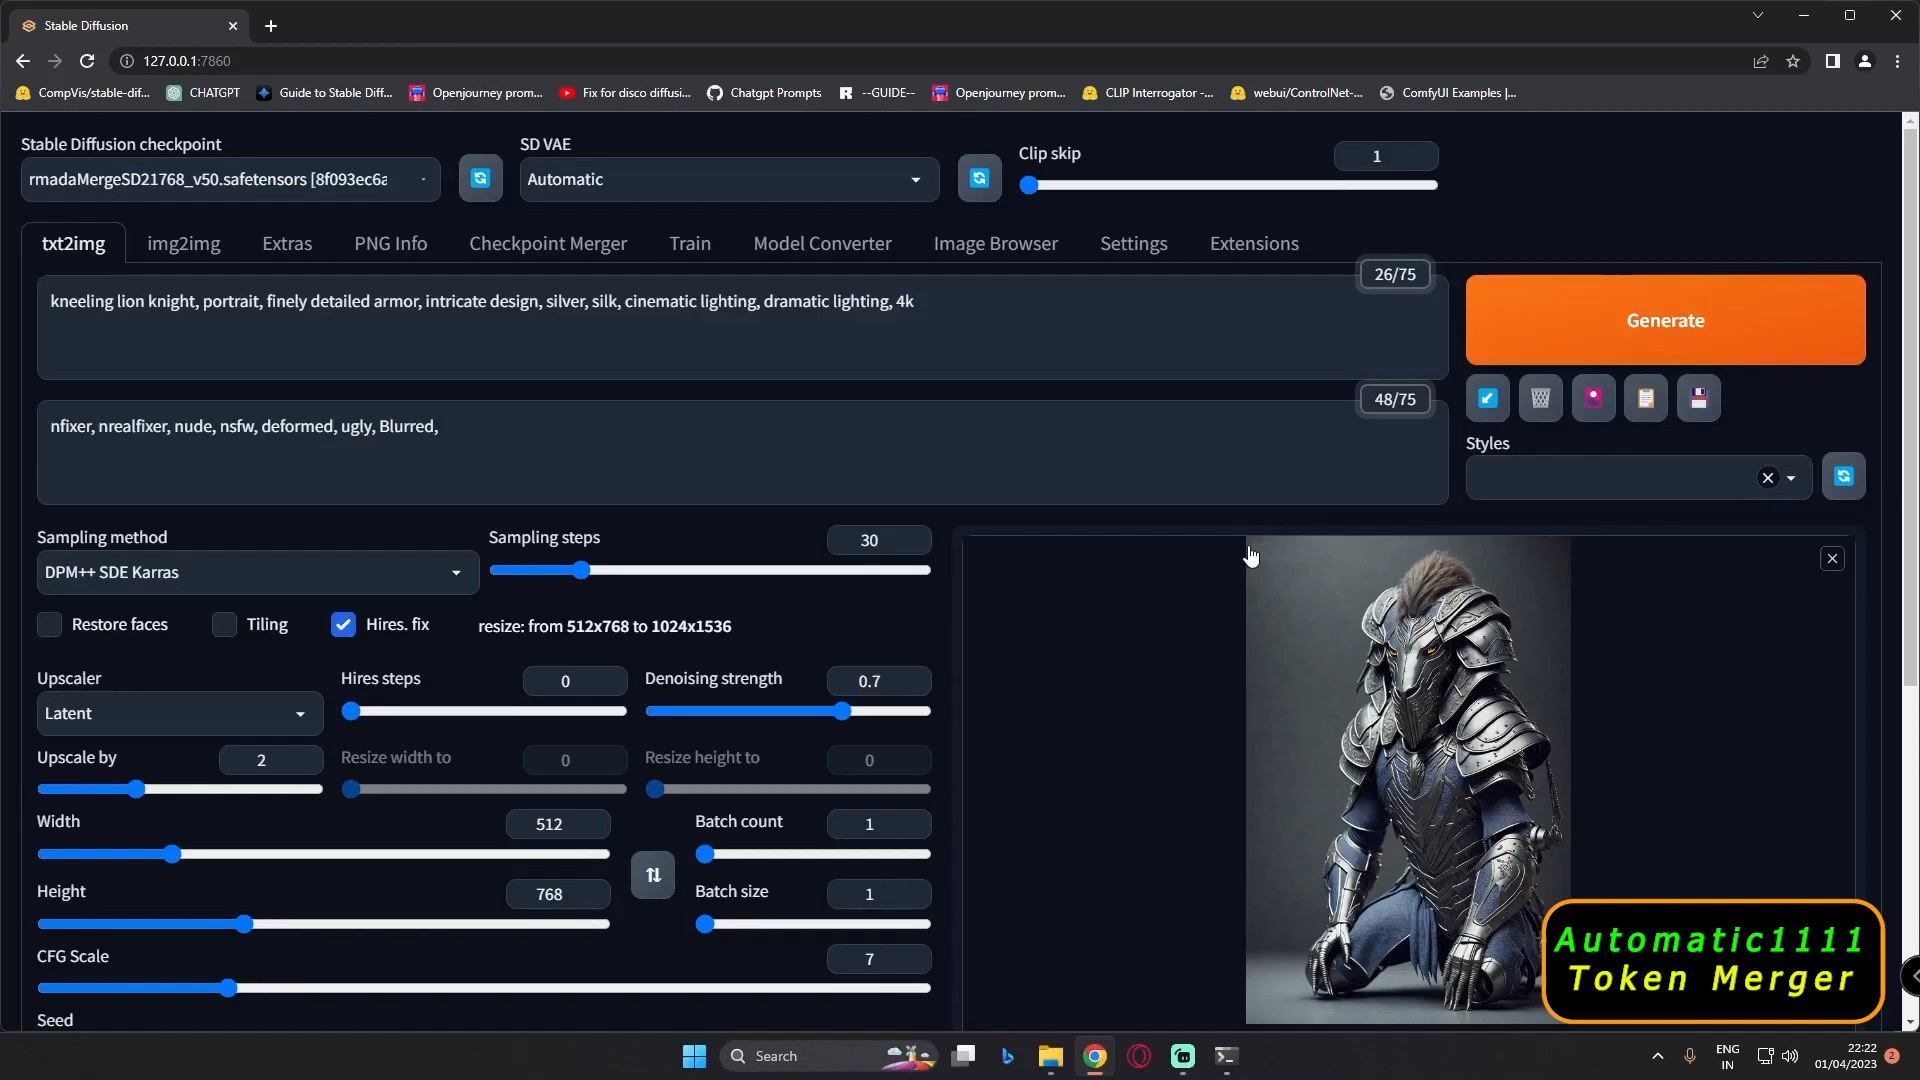 Stable Diffusion
127.0.0.1:7860
CompVis/stable-dif...
CHATGPT
Guide to Stable Diff...
Openjourney prom...
Fix for disco diffusi...
Chatgpt Prompts
--GUIDE--
Openjourney prom...
CLIP Interrogator -...
webui/ControlNet-...
ComfyUI Examples |...
Stable Diffusion checkpoint
SD VAE
Clip skip
1
rmadaMergeSD21768_v50.safetensors [8f093ec6a
Automatic
txt2img
img2img
Extras
PNG Info
Checkpoint Merger
Train
Model Converter
Image Browser
Settings
Extensions
26/75
kneeling lion knight, portrait, finely detailed armor, intricate design, silver, silk, cinematic lighting, dramatic lighting, 4k
Generate
48/75
nfixer, nrealfixer, nude, nsfw, deformed, ugly, Blurred,
Styles
Sampling method
Sampling steps
30
DPM++ SDE Karras
Restore faces
Tiling
Hires. fix
resize: from 512x768 to 1024x1536
Upscaler
Hires steps
0
Denoising strength
0.7
Latent
Upscale by
2
Resize width to
0
Resize height to
0
Width
512
Batch count
1
Height
768
Batch size
1
CFG Scale
7
Seed
Automatic1111
Token Merger
Search
ENG
IN
22:22
01/04/2023
2